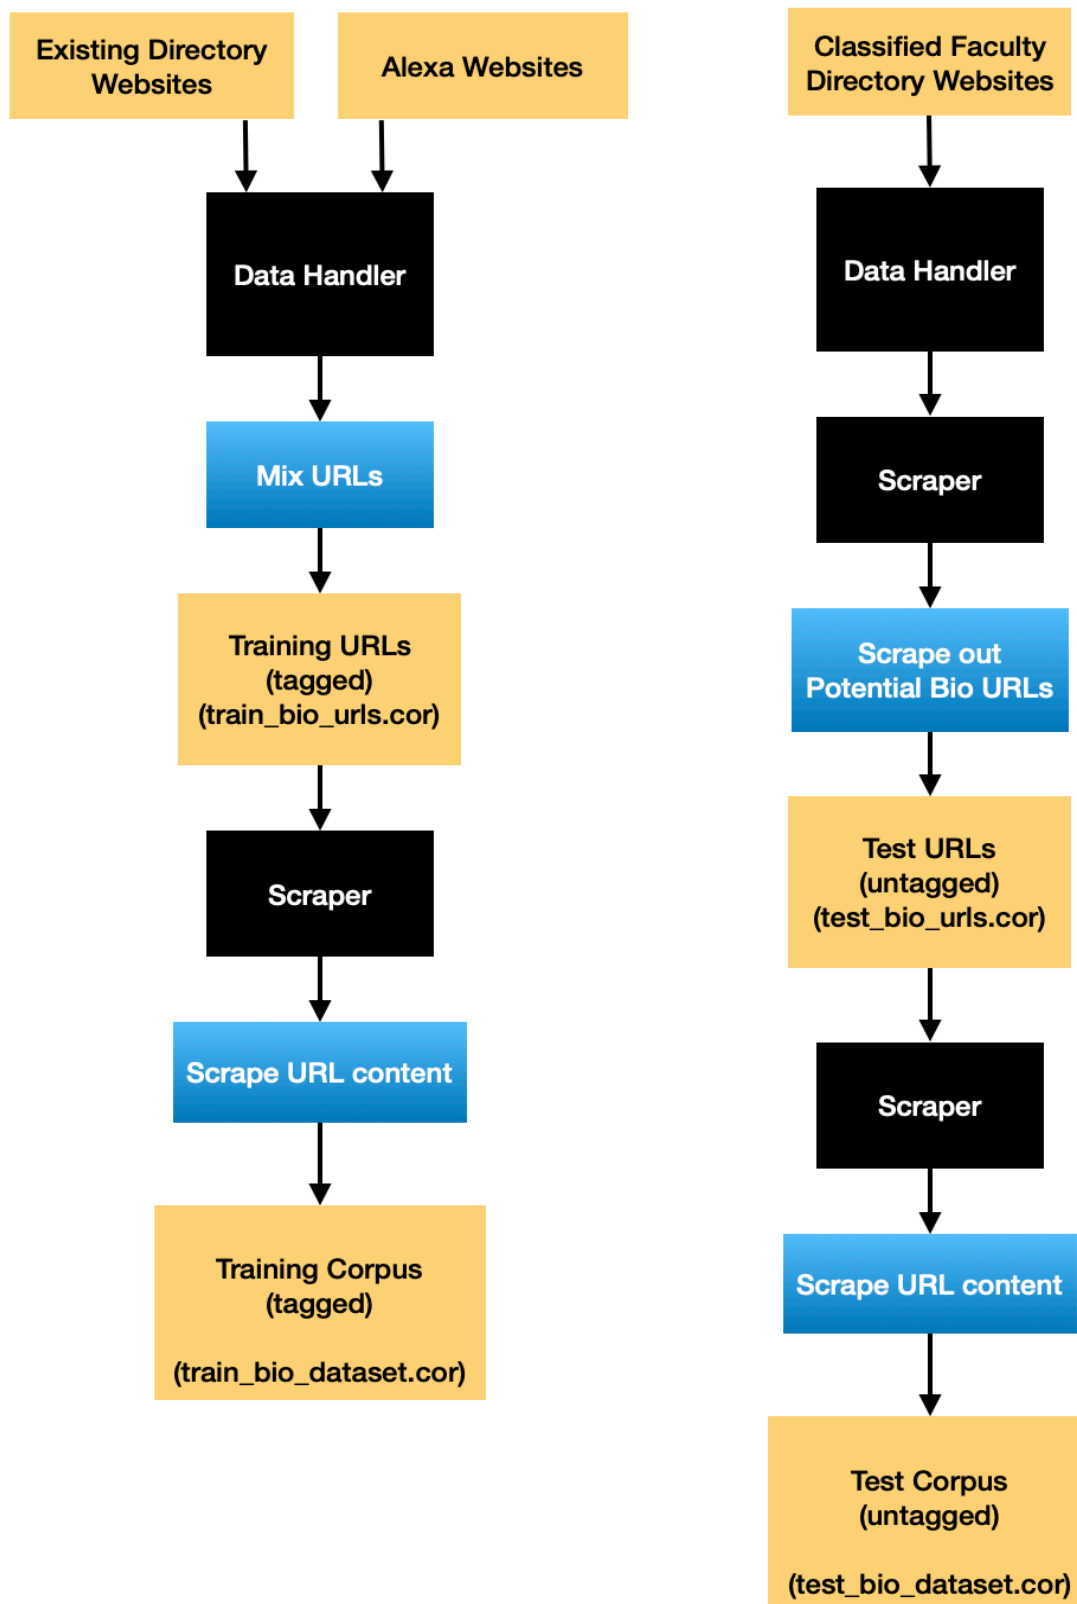 Existing Directory
Websites
Alexa Websites
Data Handler
Mix URLs
Training URLs
(tagged)
(train_bio_urls.cor)
Scraper
Scrape URL content
Training Corpus
(tagged)
(train_bio_dataset.cor)
Classified Faculty
Directory Websites
Data Handler
Scraper
Scrape out
Potential Bio URLs
Test URLs
(untagged)
(test_bio_urls.cor)
Scraper
Scrape URL content
Test Corpus
(untagged)
(test_bio_dataset.cor)